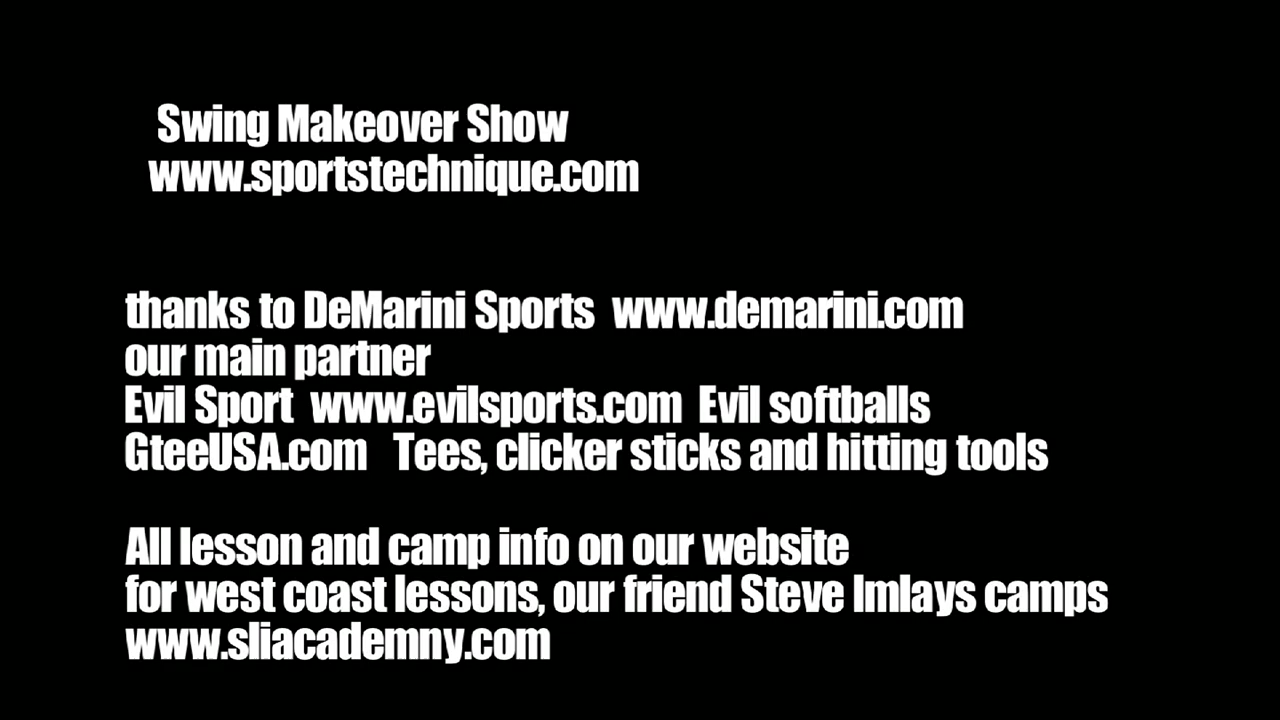 Swing Makeover Show
www.sportstechnique.com
thanks to DeMarini Sports www.demarini.com
our main partner
Evil Sport www.evilsports.com Evil softballs
GteeUSA.com Tees, clicker sticks and hitting tools
All lesson and camp info on our website
for west coast lessons, our friend Steve Imlays camps
www.sliacademny.com